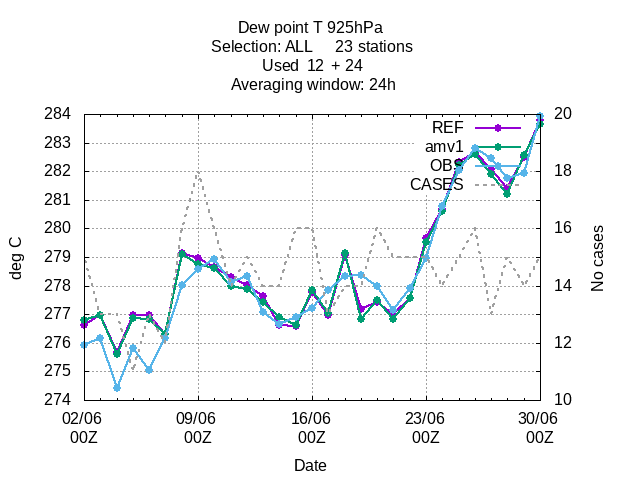 Dew point T 925hPa
Selection: ALL 23 stations
Used 12 + 24
Averaging window: 24h
284
283
282
281
280
279
278
277
276
275
274
deg C
20
18
16
14
12
10
No cases
REF
amv1
OBS
CASES
02/06
00Z
09/06
00Z
16/06
00Z
23/06
00Z
30/06
00Z
Date